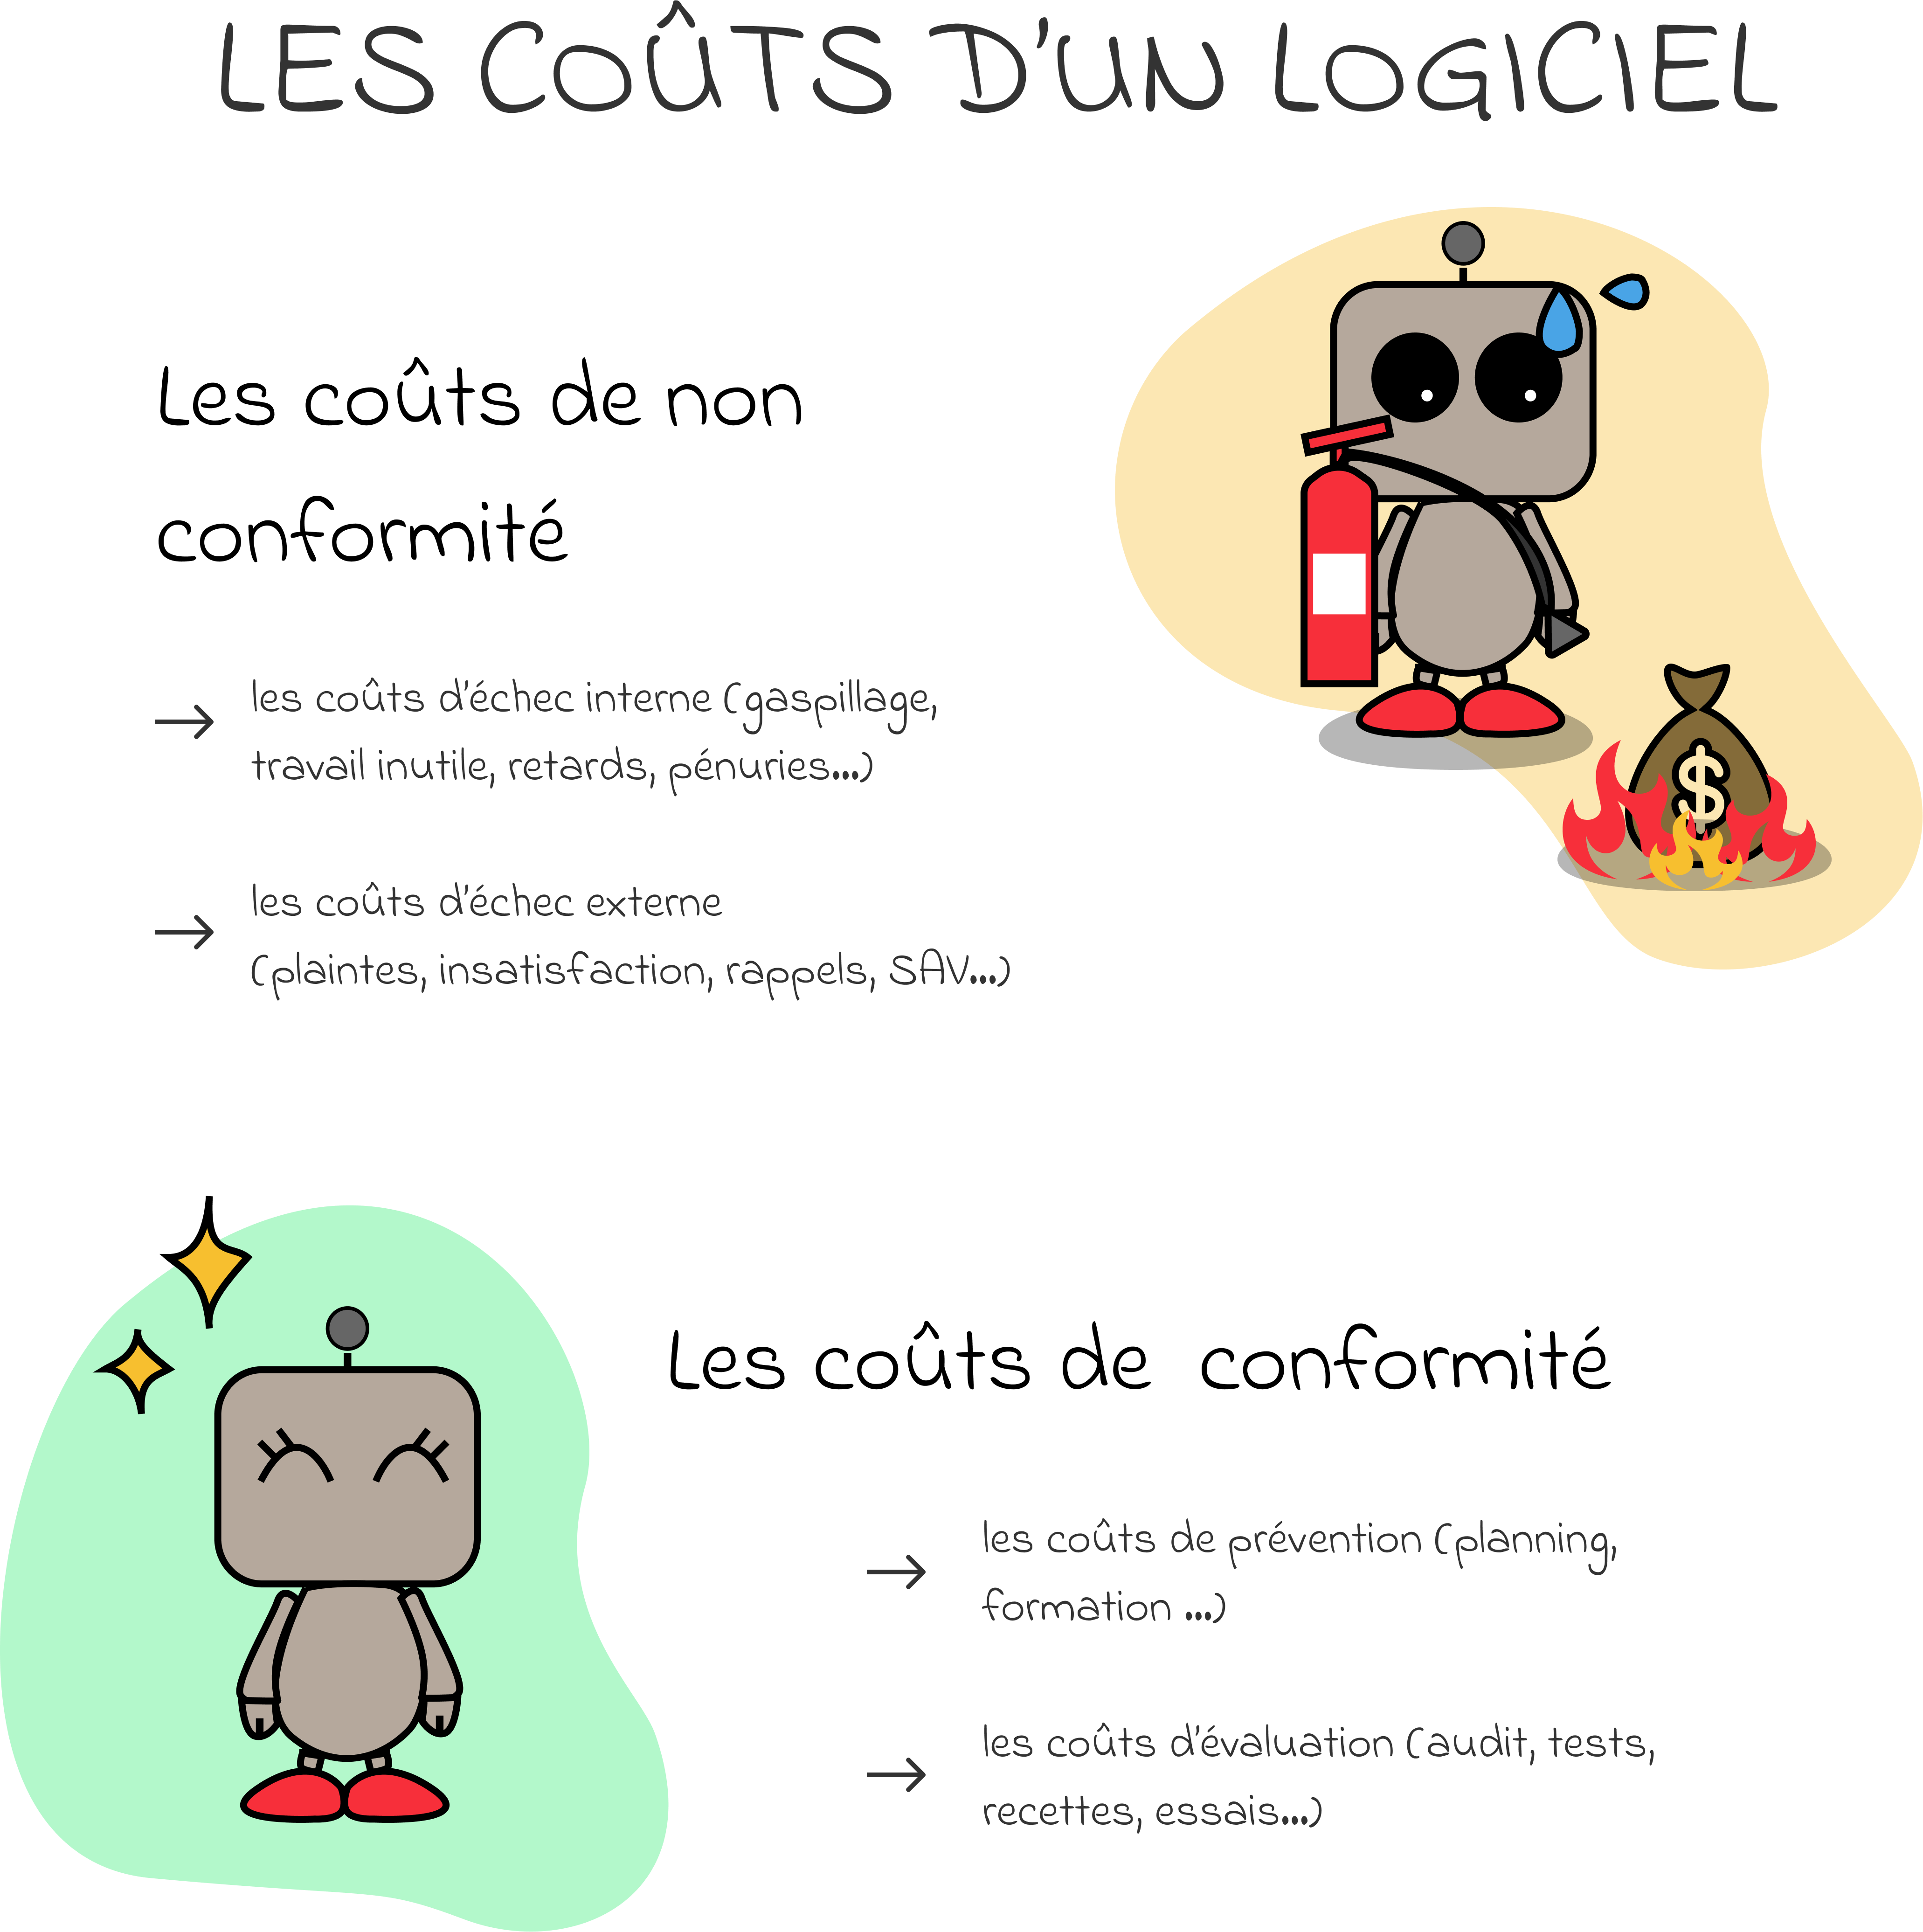 LES COÛTS D'UN LOGICIEL
Les coûts de non
conformité
les coûts d'échec interne (gaspillage,
travail inutile, retards, pénuries...)
les coûts d'échec externe
(plaintes, insatisfaction, rappels, SAV...)
$
Les coûts de conformité
les coûts de prévention (planning,
formation ...)
les coûts d'évaluation (audit, tests,
recettes, essais...)